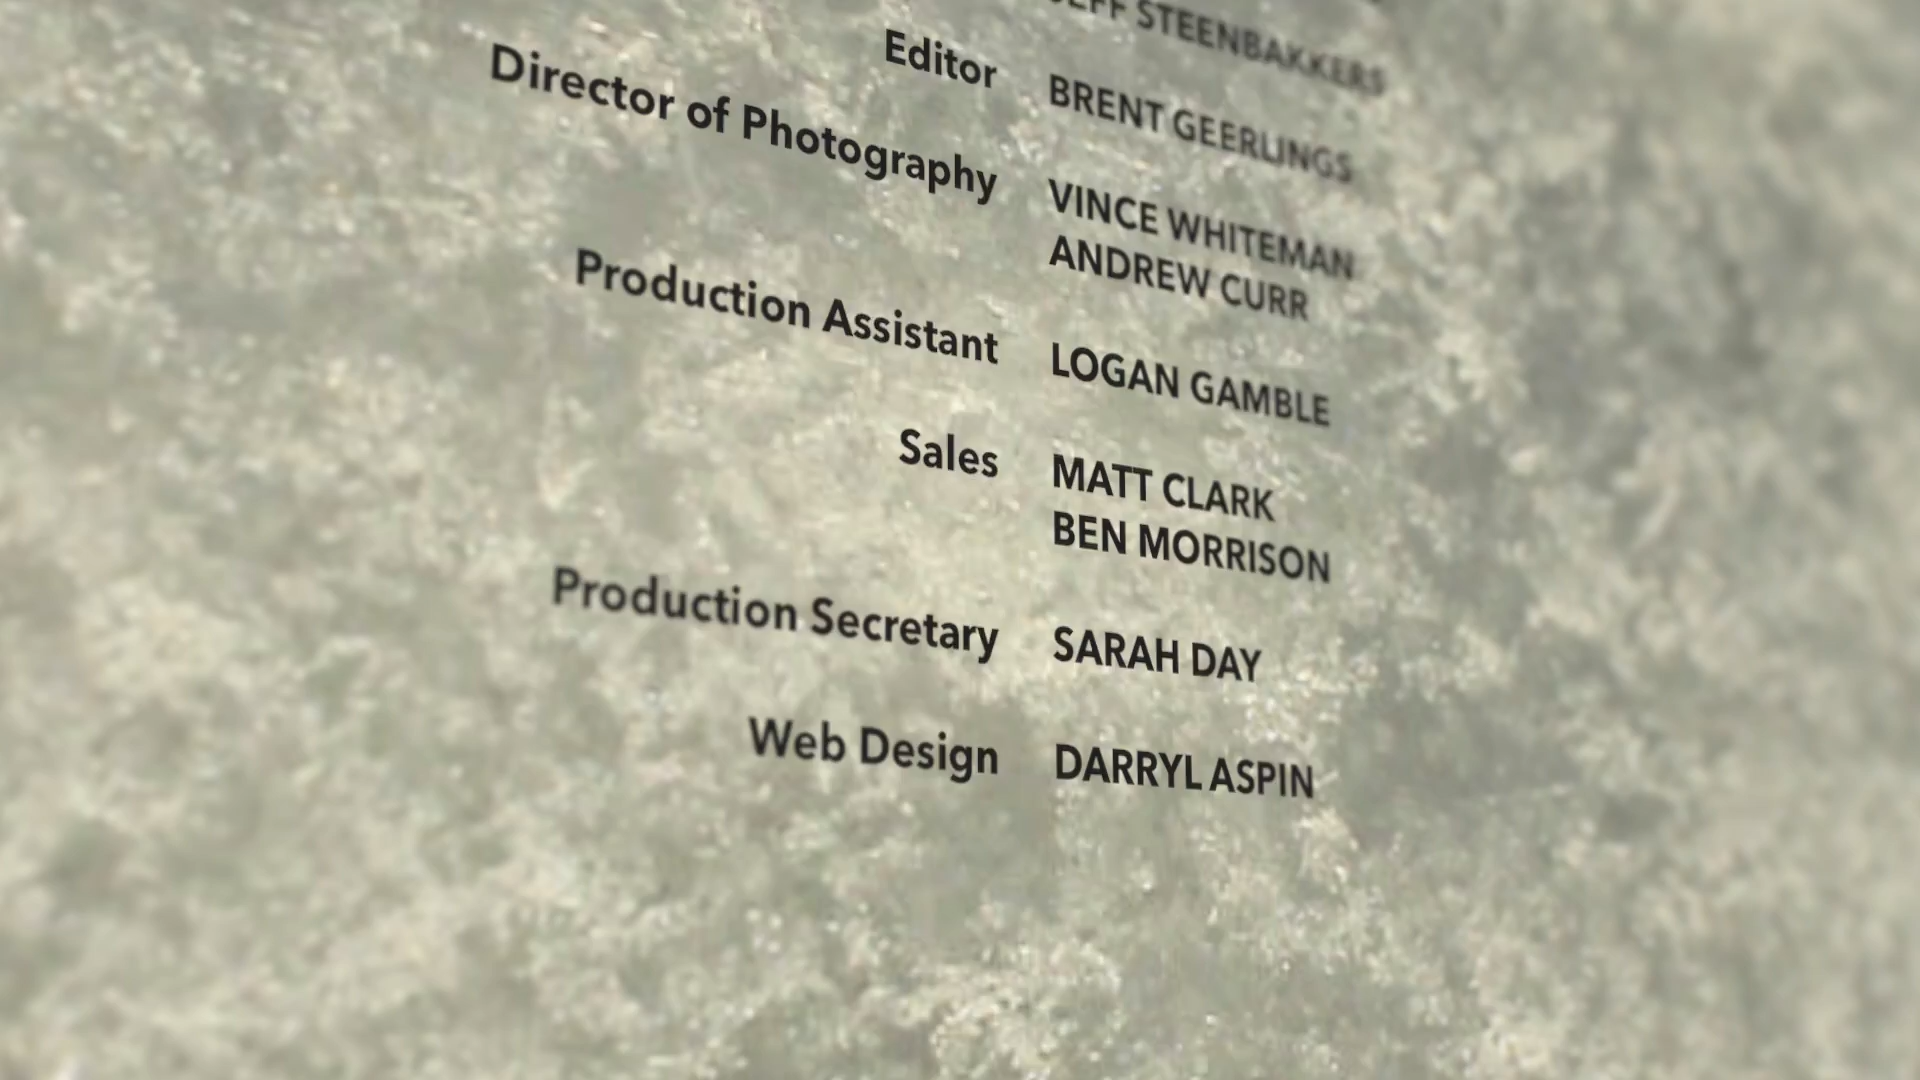 STEENBAKKERS
Editor BRENT GEERLINGS
Director of Photography VINCE WHITEMAN
ANDREW CURR
Production Assistant LOGAN GAMBLE
Sales MATT CLARK
BEN MORRISON
Production Secretary SARAH DAY
Web Design DARRYL ASPIN